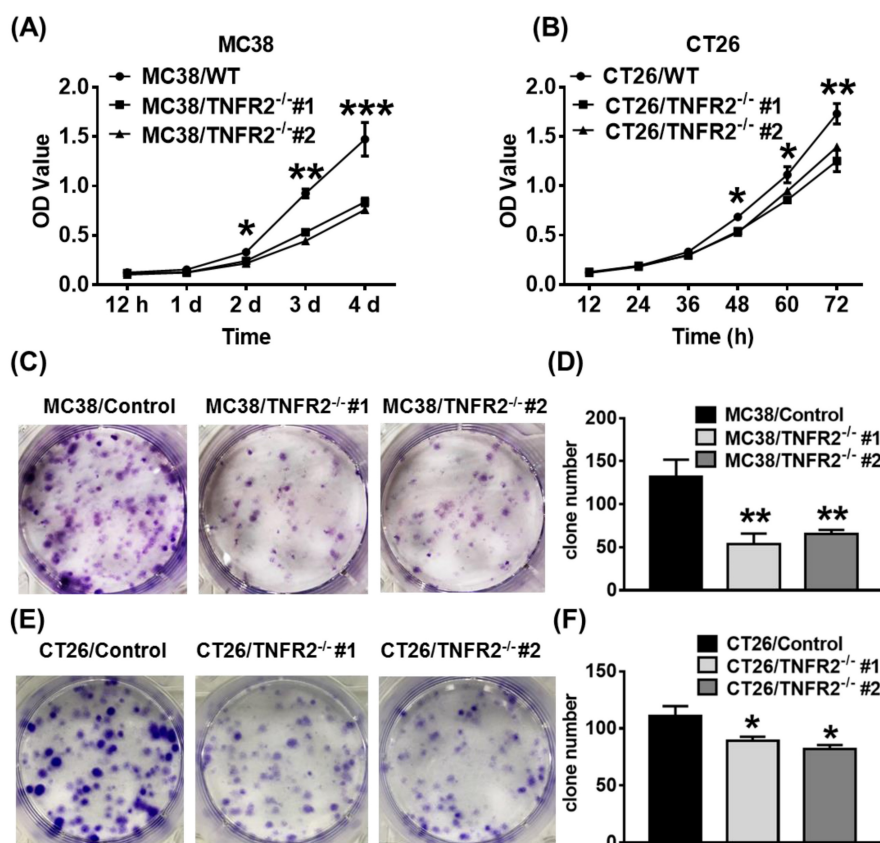 (A)
MC38
MC38/WT
MC38/TNFR2-/-#1
MC38/TNFR2-/-#2
*
**
***
OD Value
2.0
1.5
1.0
0.5
0.0
12 h 1 d 2 d 3 d 4 d
Time
(B)
CT26
CT26/WT
CT26/TNFR2-/- #1
CT26/TNFR2-/- #2
*
*
**
OD Value
2.0
1.5
1.0
0.5
0.0
12 24 36 48 60 72
Time (h)
(C)
MC38/Control MC38/TNFR2-/-#1 MC38/TNFR2-/-#2
(D)
MC38/Control
MC38/TNFR2-/- #1
MC38/TNFR2-/- #2
** **
clone number
200
150
100
50
0
(E)
CT26/Control CT26/TNFR2-/-#1 CT26/TNFR2-/-#2
(F)
CT26/Control
CT26/TNFR2-/- #1
CT26/TNFR2-/- #2
* *
clone number
150
100
50
0